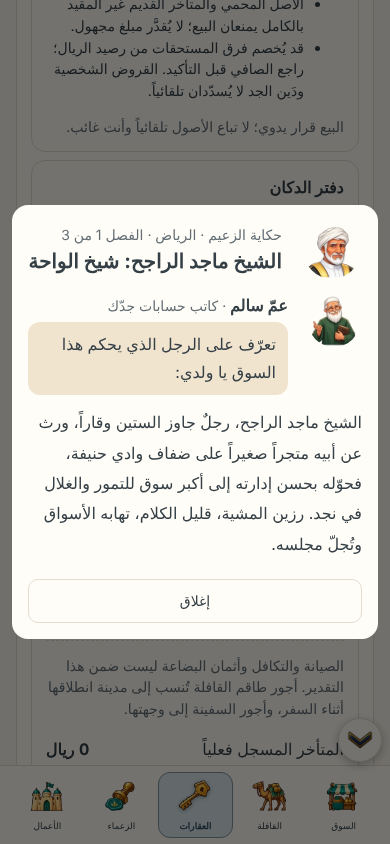 الأصل المحمي والمتأخر القديم غير المقيد
بالكامل يمنعان البيع؛ لا يُقدَّر مبلغ مجهول.
• قد يُخصم فرق المستحقات من رصيد الريال؛
راجع الصافي قبل التأكيد. القروض الشخصية
ودَين الجد لا يُسدّدان تلقائياً.
البيع قرار يدوي؛ لا تباع الأصول تلقائياً وأنت غائب.
دفتر الدكان
حكاية الزعيم · الرياض · الفصل 1 من 3
الشيخ ماجد الراجح: شيخ الواحة
عمّ سالم · كاتب حسابات جدّك
تعرّف على الرجل الذي يحكم هذا
السوق يا ولدي:
الشيخ ماجد الراجح، رجلٌ جاوز الستين وقاراً، ورث
عن أبيه متجراً صغيراً على ضفاف وادي حنيفة،
فحوّله بحسن إدارته إلى أكبر سوق للتمور والغلال
في نجد. رزين المشية، قليل الكلام، تهابه الأسواق
وتُجلّ مجلسه.
إغلاق
الصيانة والتكافل وأثمان البضاعة ليست ضمن هذا
التقدير. أجور طاقم القافلة تُنسب إلى مدينة انطلاقها
أثناء السفر، وأجور السفينة إلى وجهتها.
المتأخر المسجل فعلياً
0 ريال
السوق
القافلة
العقارات
الزعماء
الأعمال